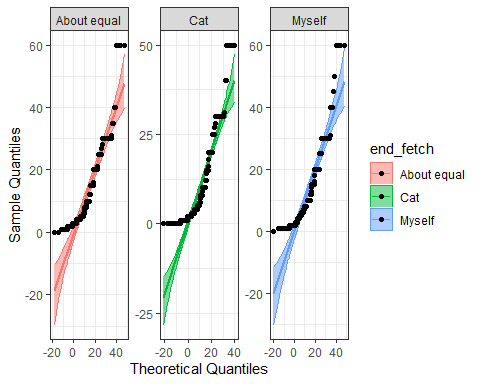 About equal Cat Myself
60 50 60
40 40
25
20 20
0 0 0
-20 -25 -20
-20 0 20 40 -20 0 20 40 -20 0 20 40
Sample Quantiles
Theoretical Quantiles
end_fetch
About equal
Cat
Myself